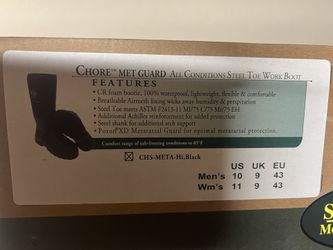 CHORE™ MET GUARD ALL CONDITIONS STEEL TOE WORK BOOT
FEATURES
• CR foam bootie, 100% waterproof, lightweight, flexible & comfortable
• Breathable Airmesh lining wicks away humidity & perspiration
• Steel Toe meets ASTM F2413-11 MI/75 C/75 Mt/75 EH
• Additional Achilles reinforcement for added protection
• Steel shank for additional arch support
• Poron® XD Metatarsal Guard for optimal metatarsal protection.
Comfort range of sub-freezing conditions to 85°F
CHS-META-Hi,Black
US UK EU
Men's 10 9 43
Wm's 11 9 43